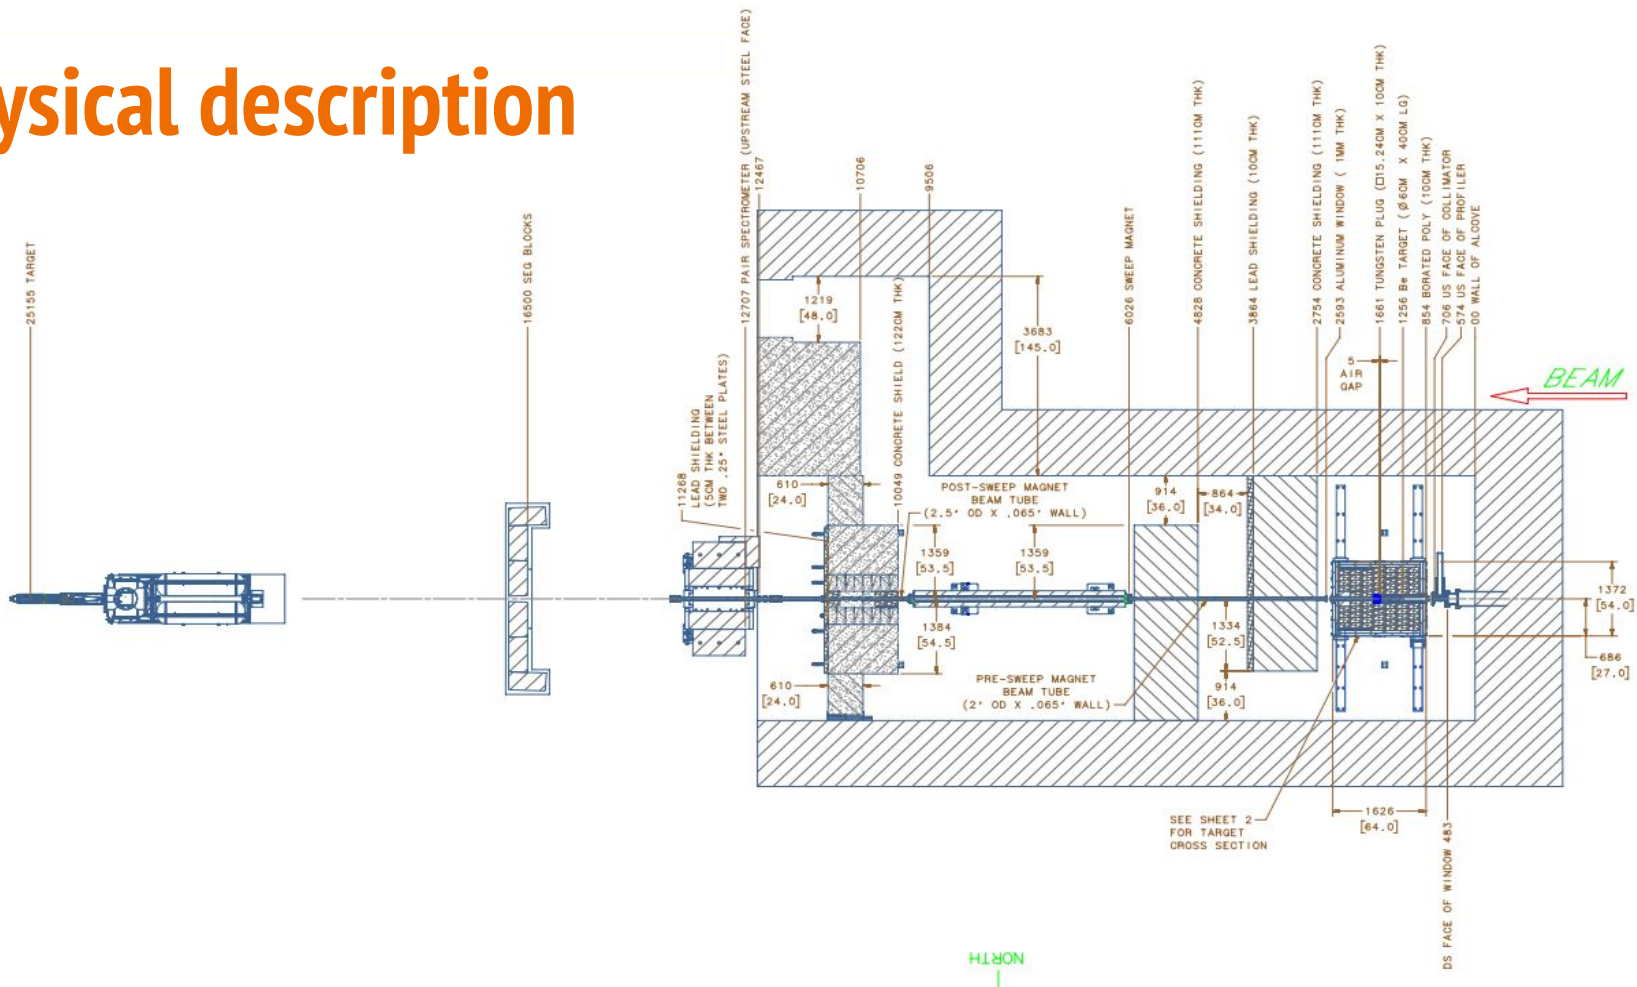 ysical description
25155 TARGET
16500 SEG BLOCKS
12707 PAIR SPECTROMETER (UPSTREAM STEEL FACE)
12467
10706
9506
11268
LEAD SHIELDING
(5CM THK BETWEEN
TWO .25" STEEL PLATES)
10049 CONCRETE SHIELD (122CM THK)
6026 SWEEP MAGNET
4828 CONCRETE SHIELDING (111CM THK)
3864 LEAD SHIELDING (10CM THK)
2754 CONCRETE SHIELDING (111CM THK)
2593 ALUMINUM WINDOW ( 1MM THK)
1661 TUNGSTEN PLUG (□15.24CM X 10CM THK)
1256 Be TARGET (Ø6CM X 40CM LG)
854 BORATED POLY (10CM THK)
706 US FACE OF COLLIMATOR
574 US FACE OF PROFILER
00 WALL OF ALCOVE
1219
[48.0]
3683
[145.0]
5
AIR
GAP
BEAM
610
[24.0]
POST-SWEEP MAGNET
BEAM TUBE
(2.5" OD X .065" WALL)
914
[36.0]
864
[34.0]
1359
[53.5]
1359
[53.5]
1372
[54.0]
1384
[54.5]
1334
[52.5]
686
[27.0]
610
[24.0]
PRE-SWEEP MAGNET
BEAM TUBE
(2" OD X .065" WALL)
914
[36.0]
SEE SHEET 2
FOR TARGET
CROSS SECTION
1626
[64.0]
DS FACE OF WINDOW 483
NORTH